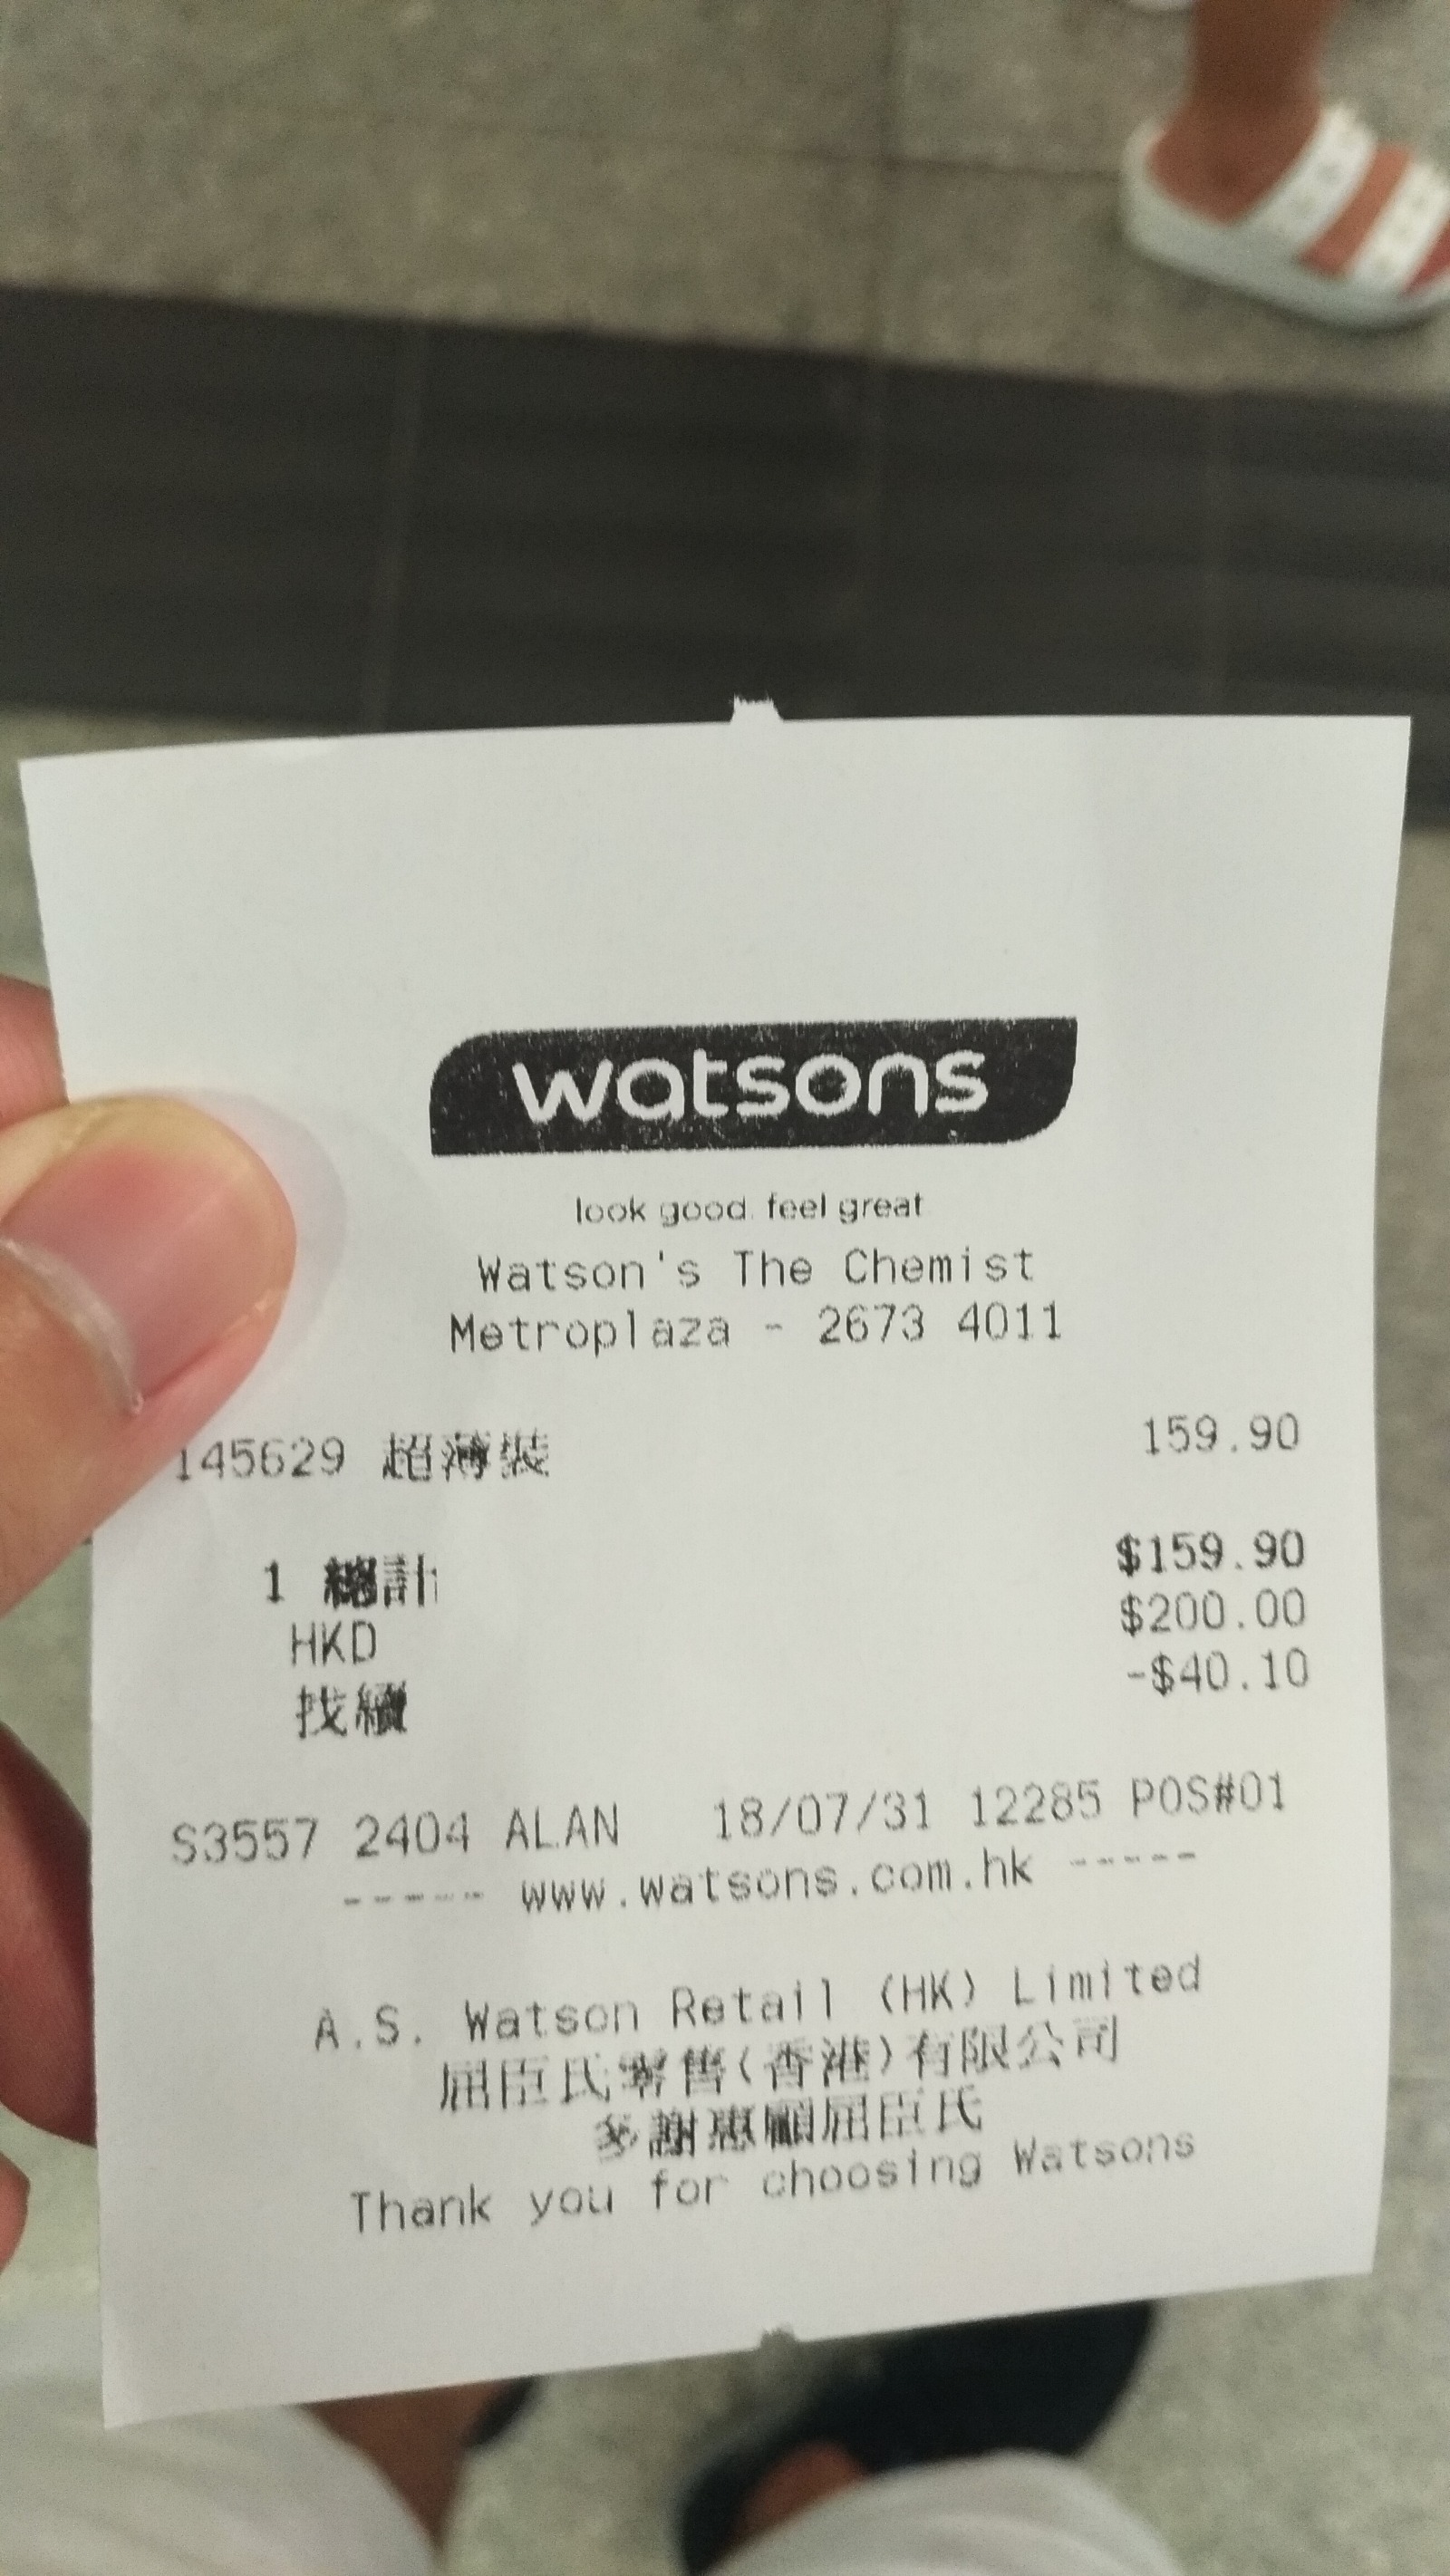 watsons
look good. feel great
Watson's The Chemist
Metroplaza - 2673 4011
145629 超薄裝 159.90
1 總計 $159.90
HKD $200.00
找續 -$40.10
S3557 2404 ALAN 18/07/31 12285 POS#01
----- www.watsons.com.hk -----
A.S. Watson Retail (HK) Limited
屈臣氏零售(香港)有限公司
多謝惠顧屈臣氏
Thank you for choosing Watsons